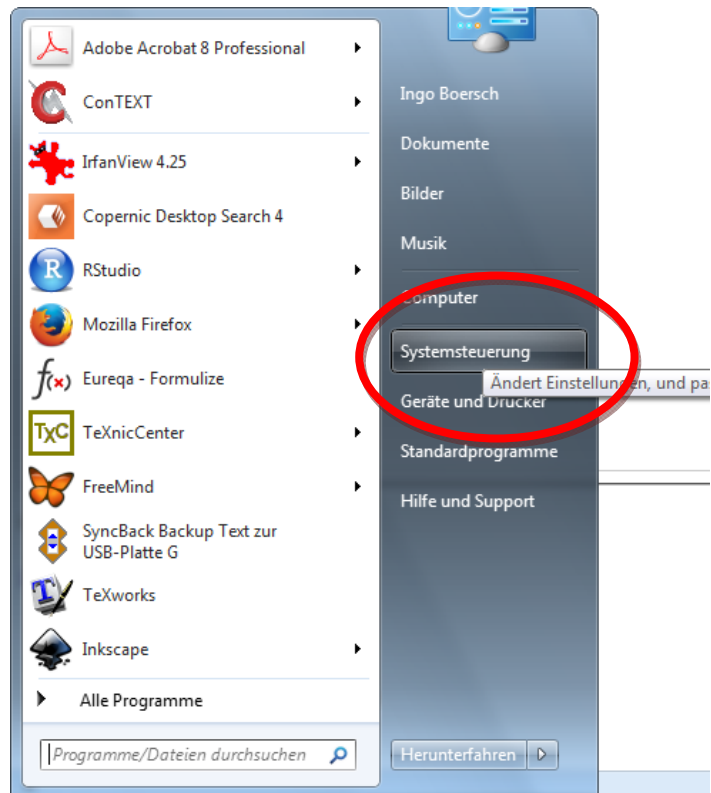 Adobe Acrobat 8 Professional
ConTEXT
IrfanView 4.25
Copernic Desktop Search 4
R
RStudio
Mozilla Firefox
f(x)
Eureqa - Formulize
TXC
TeXnicCenter
FreeMind
SyncBack Backup Text zur
USB-Platte G
TeXworks
Inkscape
Alle Programme
Programme/Dateien durchsuchen
Ingo Boersch
Dokumente
Bilder
Musik
Computer
Systemsteuerung
Ändert Einstellungen, und pas
Geräte und Drucker
Standardprogramme
Hilfe und Support
Herunterfahren